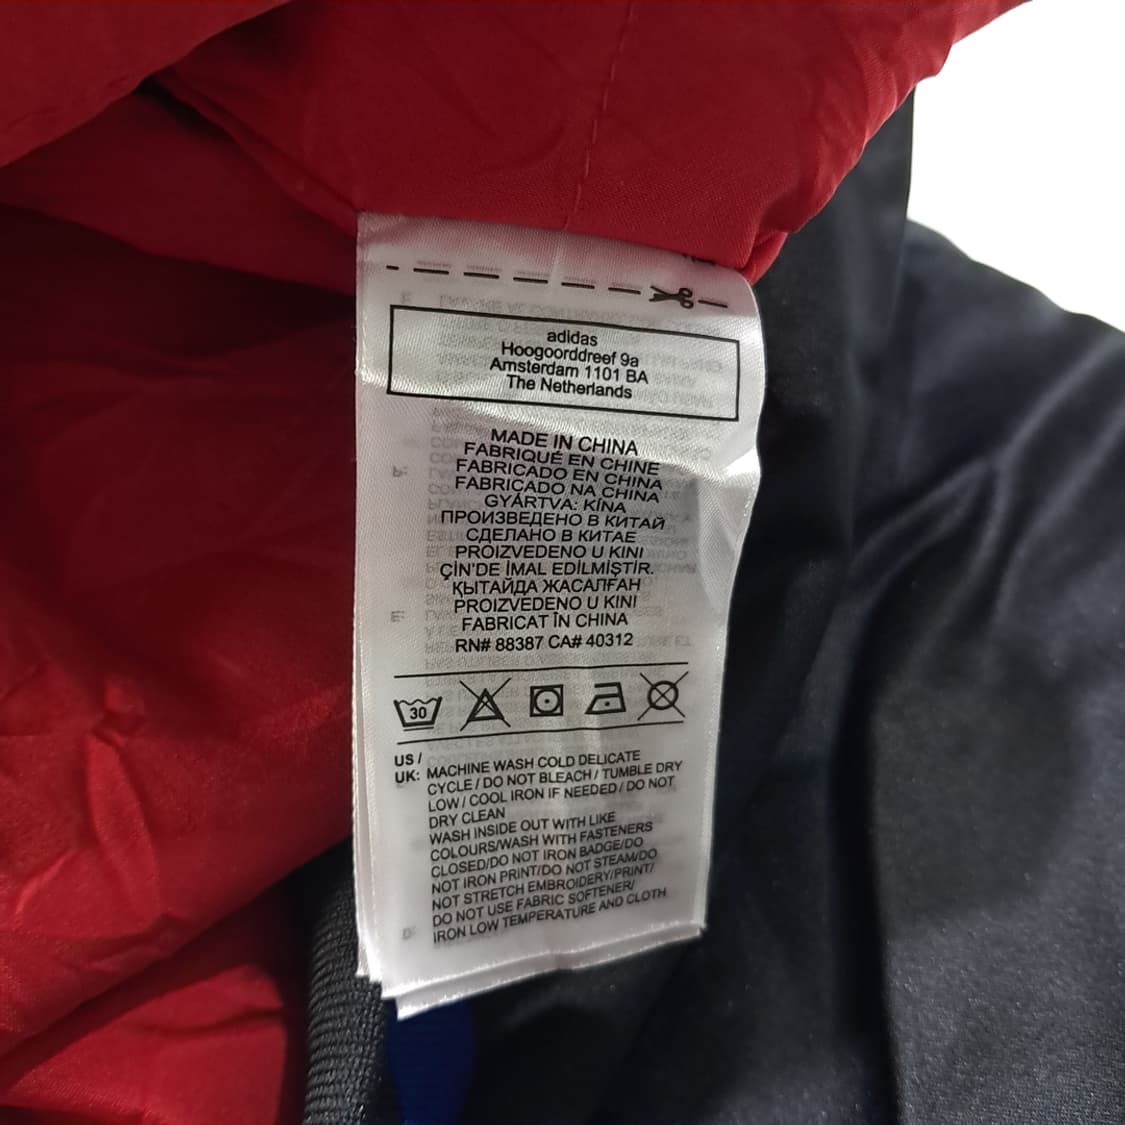 adidas
Hoogoorddreef 9a
Amsterdam 1101 BA
The Netherlands
MADE IN CHINA
FABRIQUÉ EN CHINE
FABRICADO EN CHINA
FABRICADO NA CHINA
GYÁRTVA: KÍNA
ПРОИЗВЕДЕНО В КИТАЙ
СДЕЛАНО В КИТАЕ
PROIZVEDENO U KINI
ÇİN'DE İMAL EDİLMİŞTİR.
ҚЫТАЙДА ЖАСАЛҒАН
PROIZVEDENO U KINI
FABRICAT ÎN CHINA
RN# 88387 CA# 40312
30
US /
UK: MACHINE WASH COLD DELICATE
CYCLE / DO NOT BLEACH / TUMBLE DRY
LOW / COOL IRON IF NEEDED / DO NOT
DRY CLEAN
WASH INSIDE OUT WITH LIKE
COLOURS/WASH WITH FASTENERS
CLOSED/DO NOT IRON BADGE/DO
NOT IRON PRINT/DO NOT STEAM/DO
NOT STRETCH EMBROIDERY/PRINT/
DO NOT USE FABRIC SOFTENER/
IRON LOW TEMPERATURE AND CLOTH